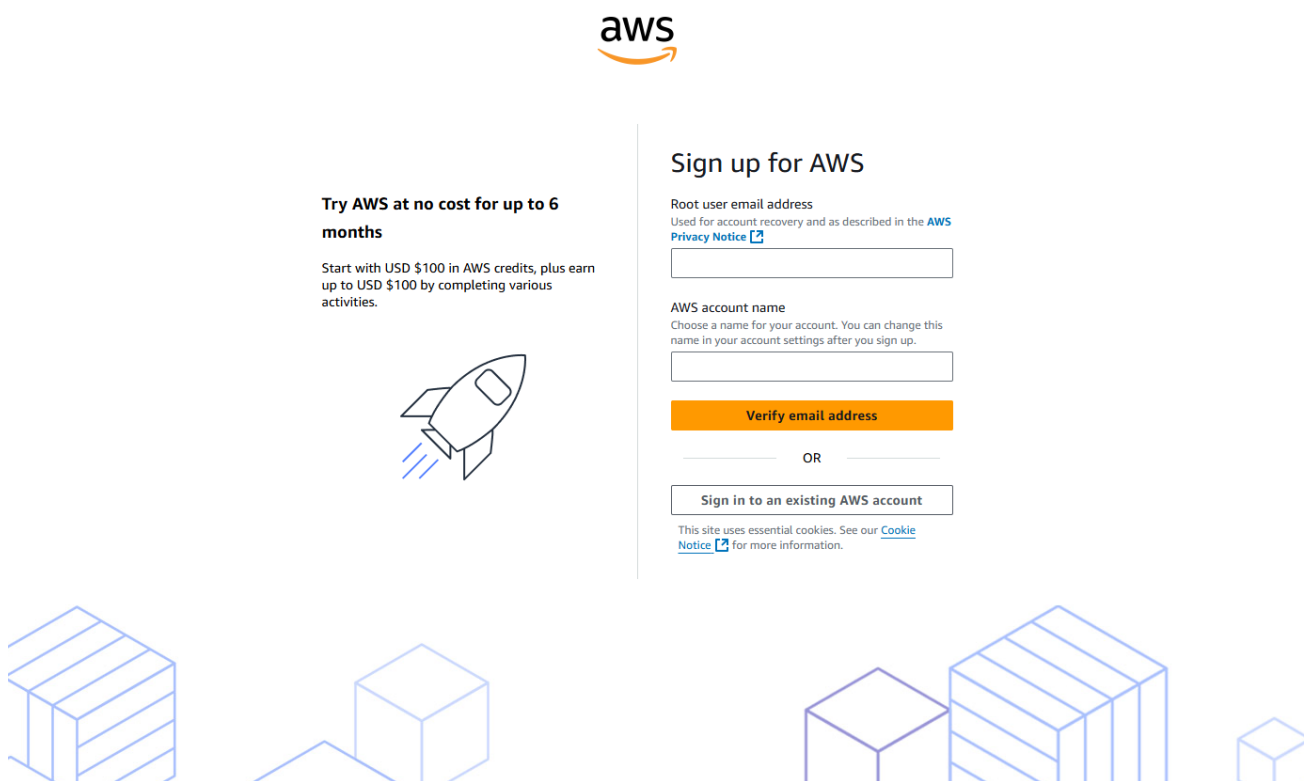 aws
Try AWS at no cost for up to 6
months
Start with USD $100 in AWS credits, plus earn
up to USD $100 by completing various
activities.
Sign up for AWS
Root user email address
Used for account recovery and as described in the AWS
Privacy Notice
AWS account name
Choose a name for your account. You can change this
name in your account settings after you sign up.
Verify email address
OR
Sign in to an existing AWS account
This site uses essential cookies. See our Cookie
Notice for more information.